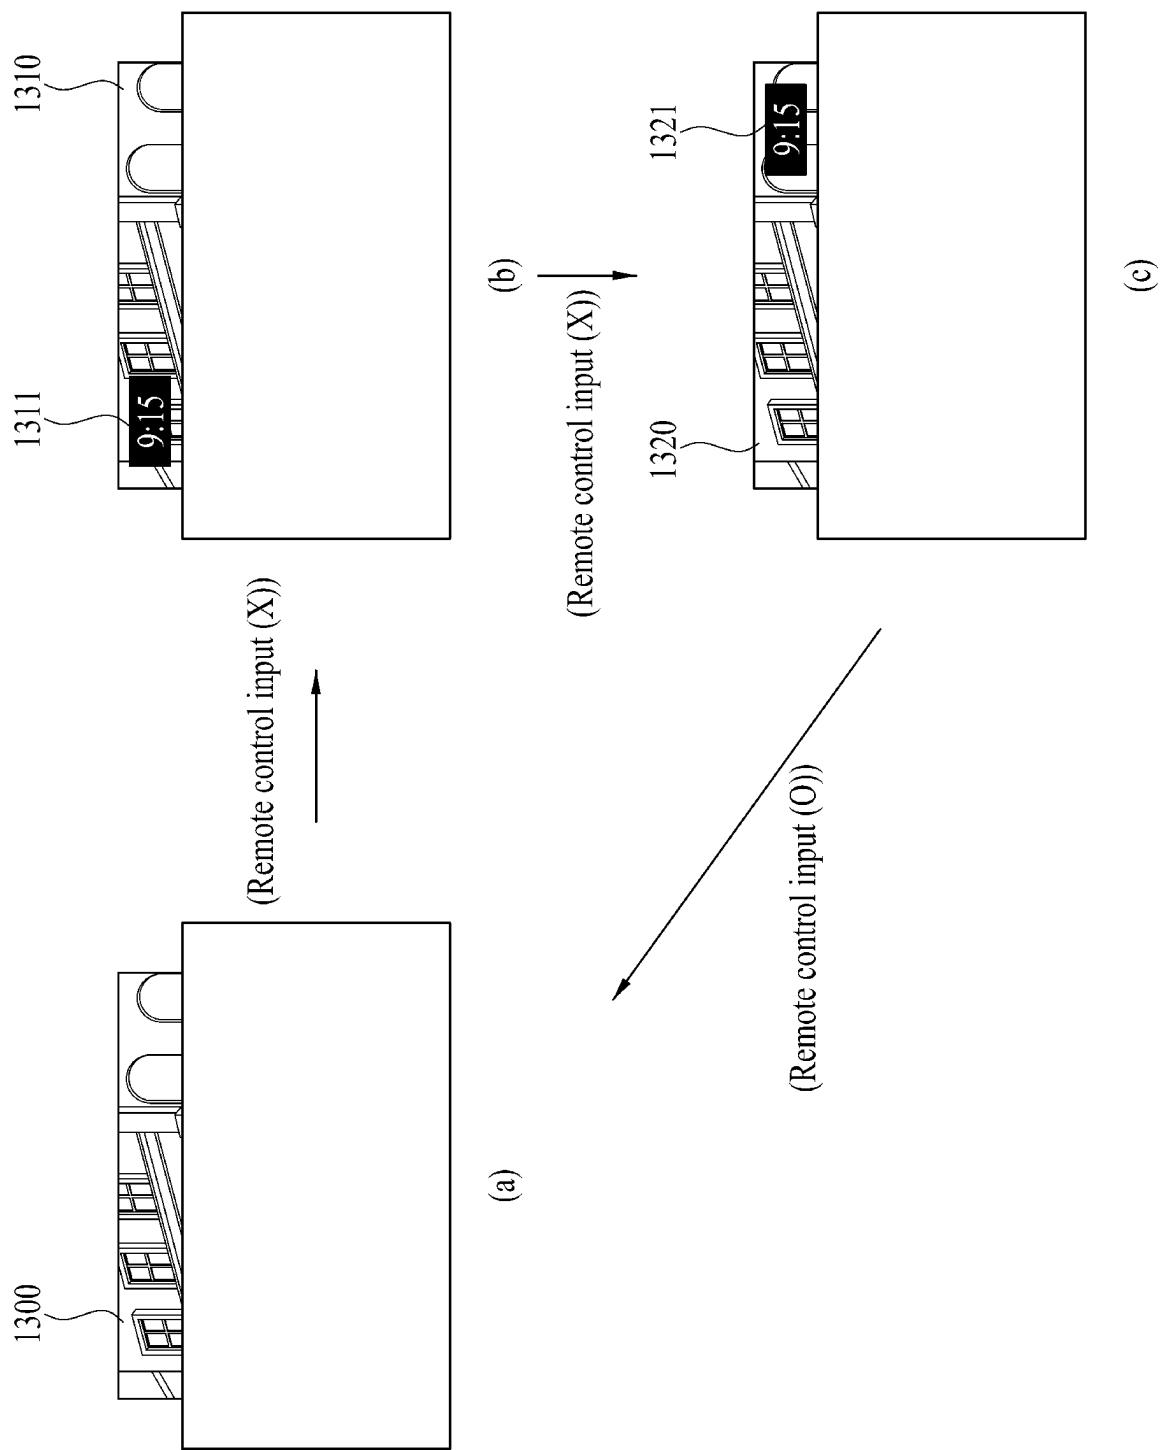 1300
(a)
(Remote control input (X))
1311
1310
9:15
(b)
(Remote control input (X))
1320
1321
9:15
(c)
(Remote control input (O))